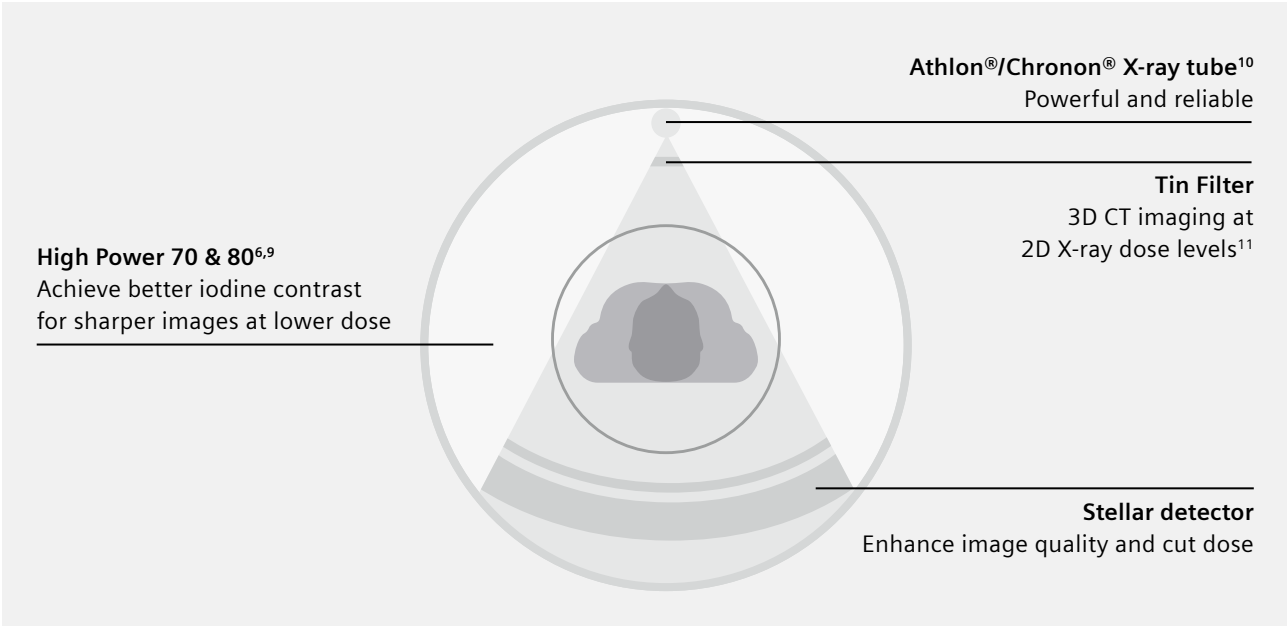 Athlon®/Chronon® X-ray tube¹⁰
Powerful and reliable
Tin Filter
3D CT imaging at
2D X-ray dose levels¹¹
High Power 70 & 80⁶,⁹
Achieve better iodine contrast
for sharper images at lower dose
Stellar detector
Enhance image quality and cut dose